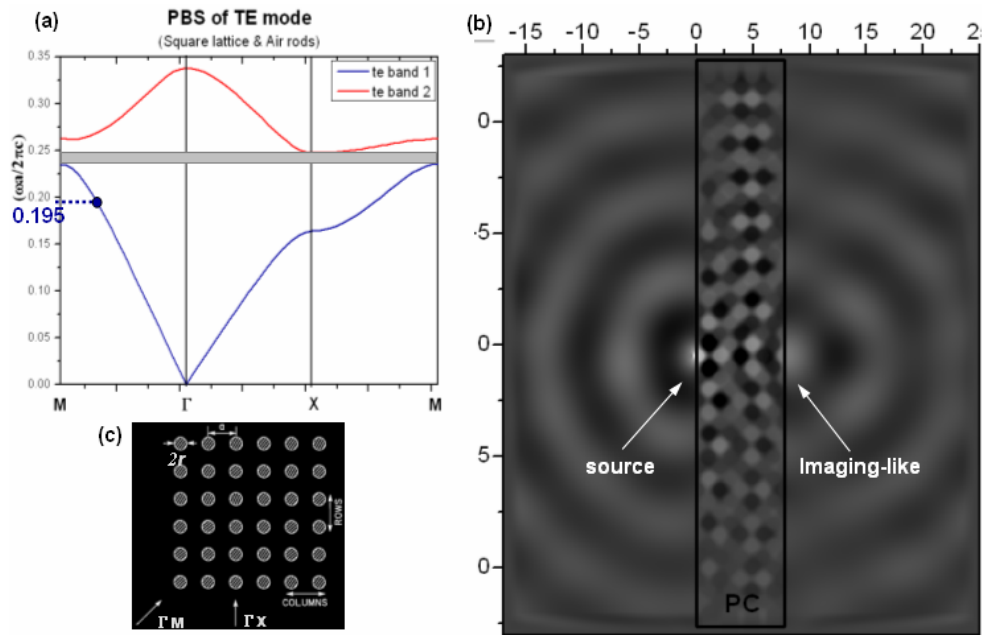 (a)
PBS of TE mode
(Square lattice & Air rods)
te band 1
te band 2
0.35
0.30
0.25
0.20
0.195
0.15
0.10
0.05
0.00
(ωa/2πc)
M
Γ
X
M
(b)
-15
-10
-5
0
5
10
15
20
25
0
-5
0
5
0
source
Imaging-like
PC
(c)
2r
a
ROWS
COLUMNS
ΓM
ΓX